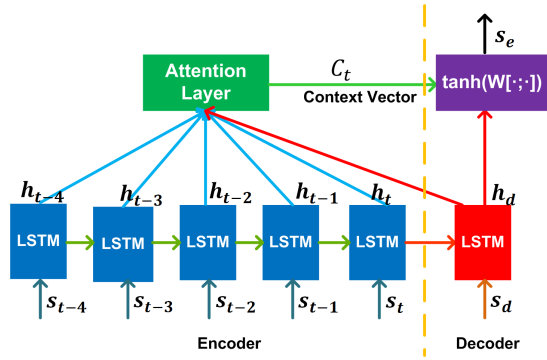 s_e
Attention
Layer
C_t
Context Vector
tanh(W[·;·])
h_{t-4}
h_{t-3}
h_{t-2}
h_{t-1}
h_t
h_d
LSTM
LSTM
LSTM
LSTM
LSTM
LSTM
s_{t-4}
s_{t-3}
s_{t-2}
s_{t-1}
s_t
s_d
Encoder
Decoder